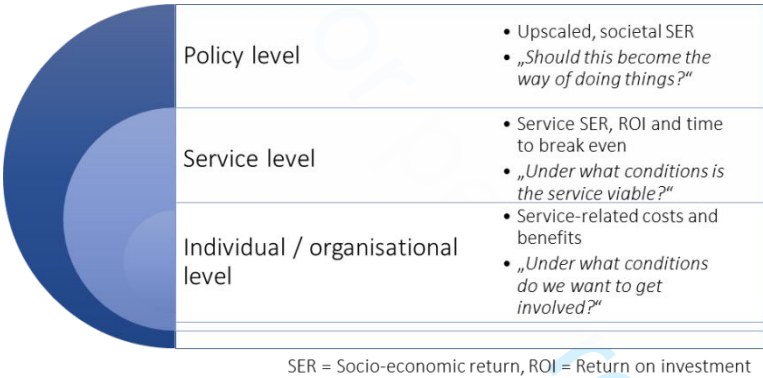 Policy level
• Upscaled, societal SER
• „Should this become the
way of doing things?“
Service level
• Service SER, ROI and time
to break even
• „Under what conditions is
the service viable?“
Individual / organisational
level
• Service-related costs and
benefits
• „Under what conditions
do we want to get
involved?“
SER = Socio-economic return, ROI = Return on investment